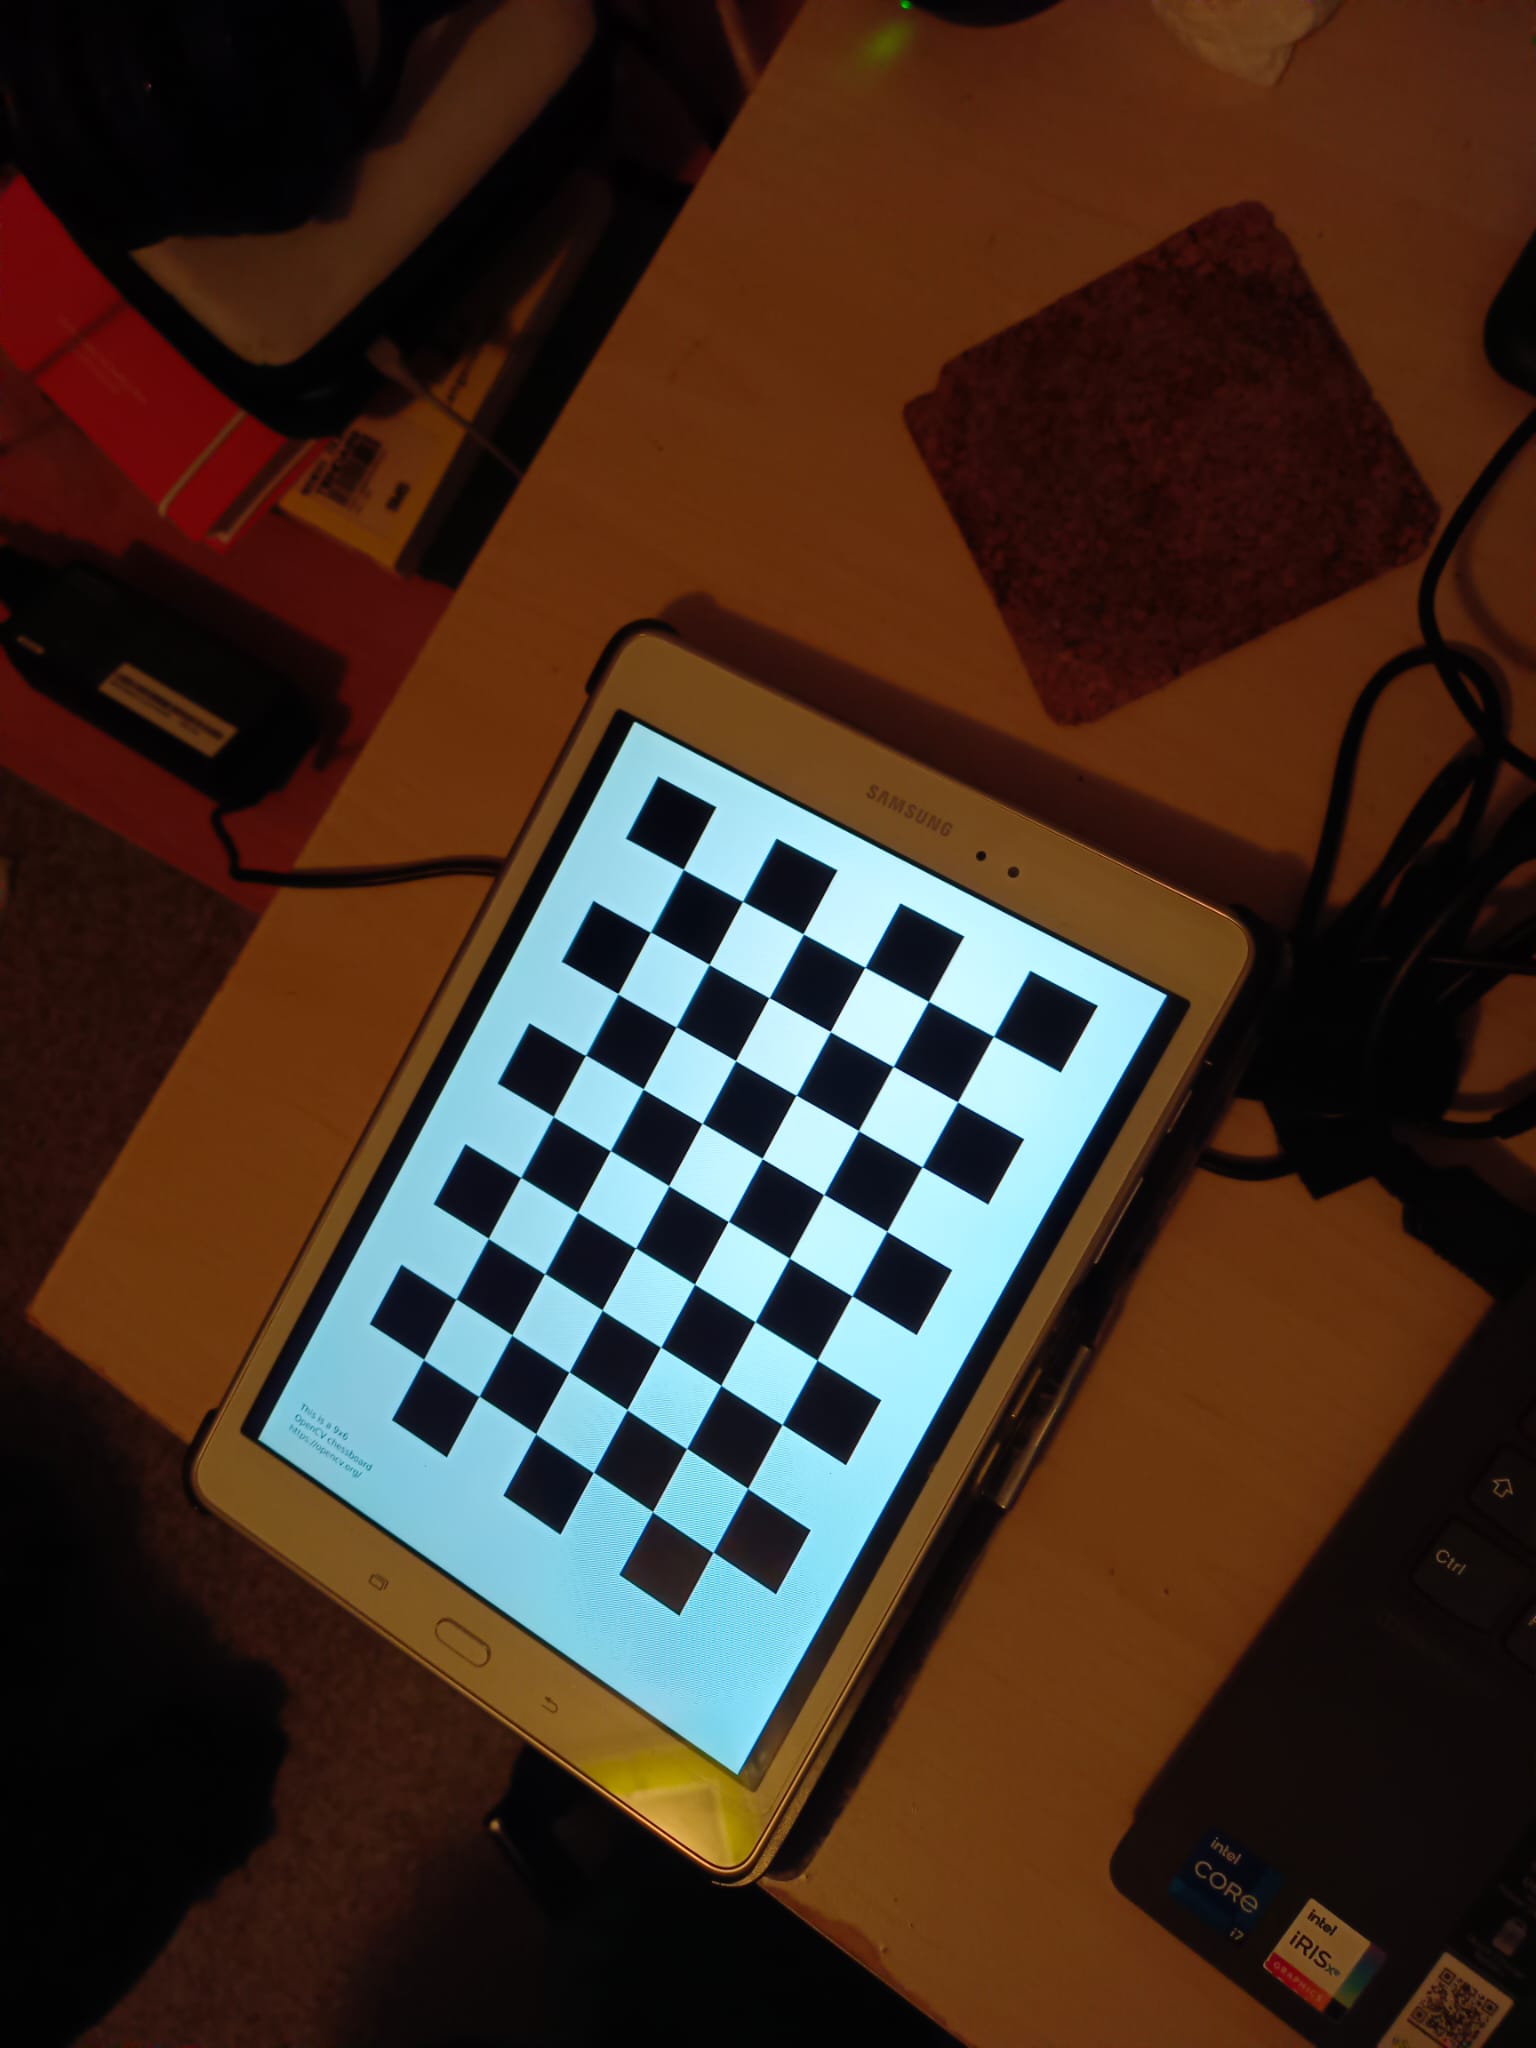 SAMSUNG
This is a 9x6
OpenCV chessboard
https://opencv.org/
Ctrl
intel
CORE
i7
intel
iRISxe
GRAPHICS